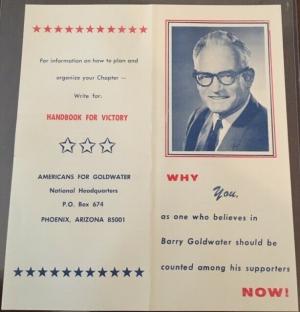 For information on how to plan and
organize your Chapter —
Write for:
HANDBOOK FOR VICTORY
AMERICANS FOR GOLDWATER
National Headquarters
P.O. Box 674
PHOENIX, ARIZONA 85001
WHY
You,
as one who believes in
Barry Goldwater should be
counted among his supporters
NOW!